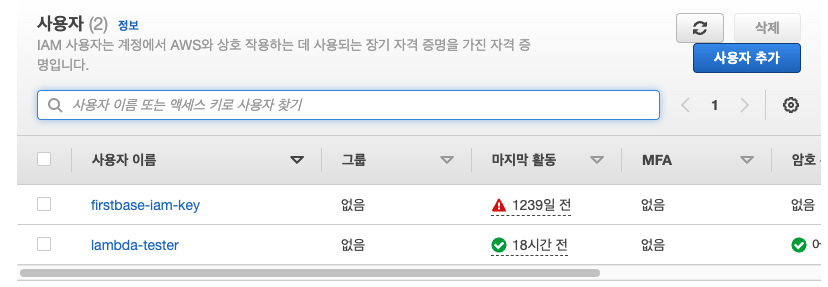 사용자 (2) 정보
IAM 사용자는 계정에서 AWS와 상호 작용하는 데 사용되는 장기 자격 증명을 가진 자격 증
명입니다.
삭제
사용자 추가
사용자 이름 또는 액세스 키로 사용자 찾기
1
사용자 이름 그룹 마지막 활동 MFA 암호
firstbase-iam-key 없음 1239일 전 없음 없음
lambda-tester 없음 18시간 전 없음